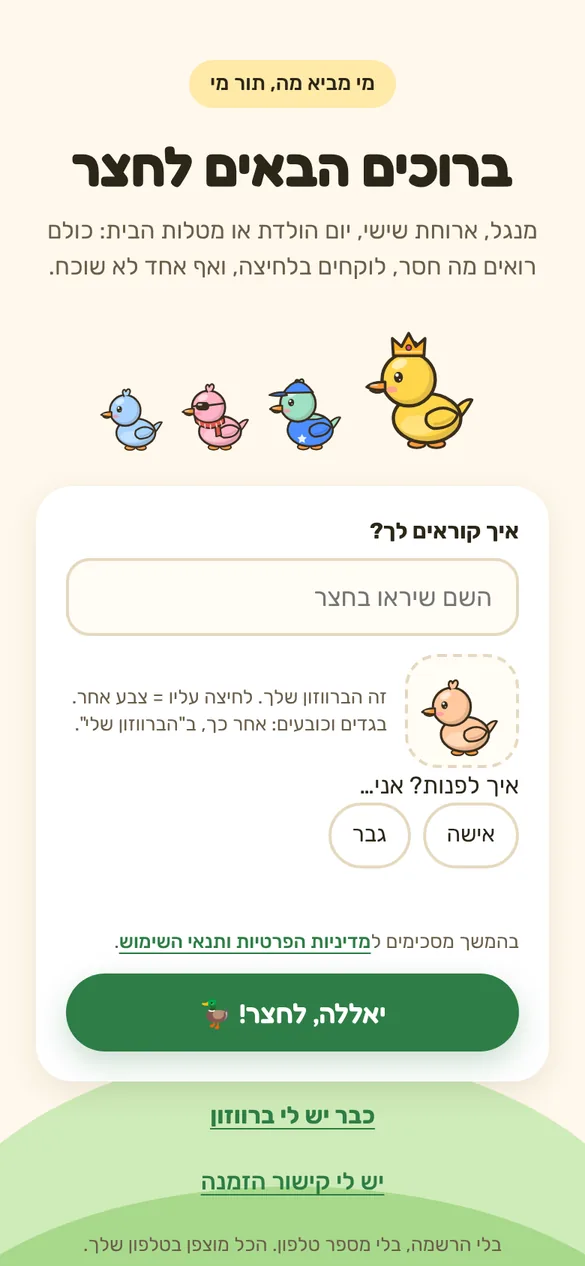 מי מביא מה, תור מי
ברוכים הבאים לחצר
מנגל, ארוחת שישי, יום הולדת או מטלות הבית: כולם
רואים מה חסר, לוקחים בלחיצה, ואף אחד לא שוכח.
איך קוראים לך?
השם שיראו בחצר
זה הברווזון שלך. לחיצה עליו = צבע אחר.
בגדים וכובעים: אחר כך, ב"הברווזון שלי".
איך לפנות? אני...
אישה
גבר
בהמשך מסכימים למדיניות הפרטיות ותנאי השימוש.
יאללה, לחצר! 🦆
כבר יש לי ברווזון
יש לי קישור הזמנה
בלי הרשמה, בלי מספר טלפון. הכל מוצפן בטלפון שלך.